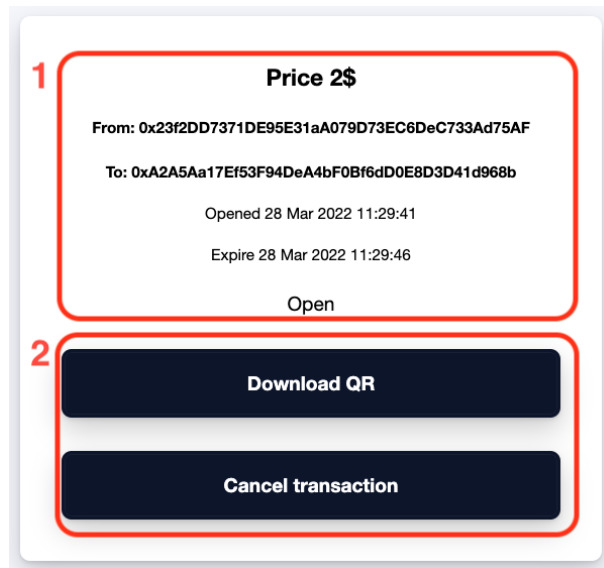 1
Price 2$
From: 0x23f2DD7371DE95E31aA079D73EC6DeC733Ad75AF
To: 0xA2A5Aa17Ef53F94DeA4bF0Bf6dD0E8D3D41d968b
Opened 28 Mar 2022 11:29:41
Expire 28 Mar 2022 11:29:46
Open
2
Download QR
Cancel transaction